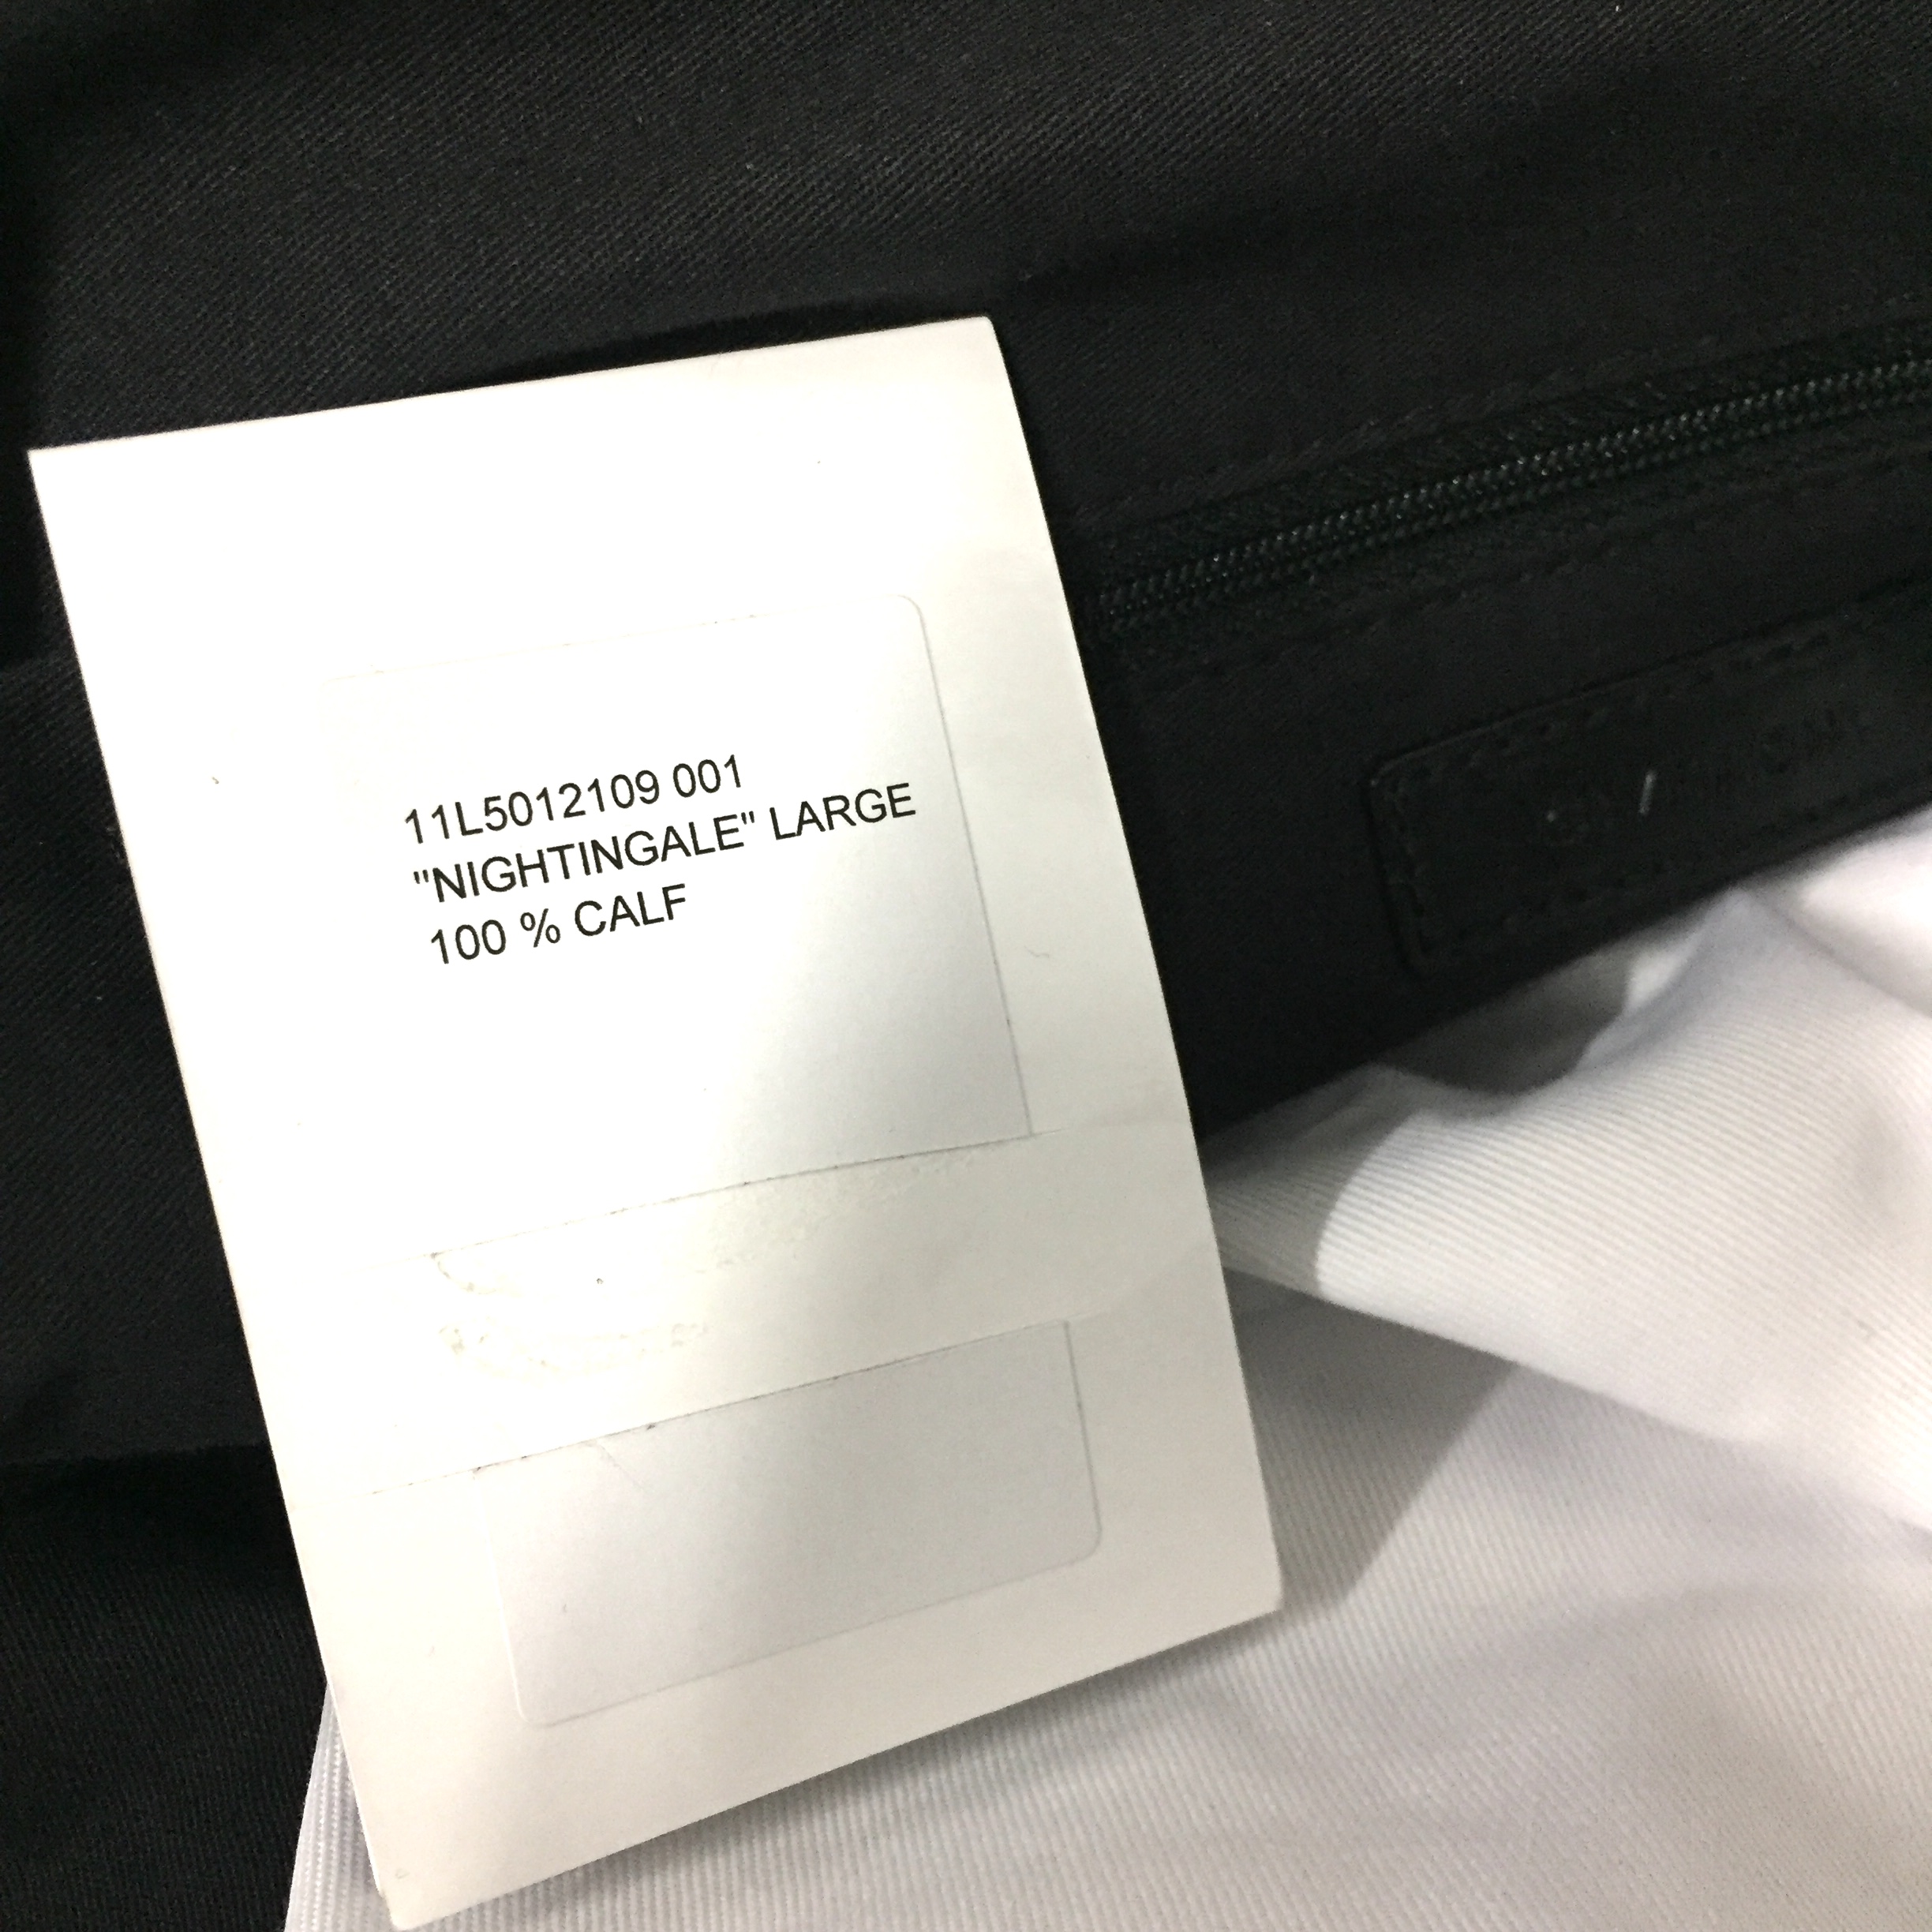 11L5012109 001
"NIGHTINGALE" LARGE
100 % CALF